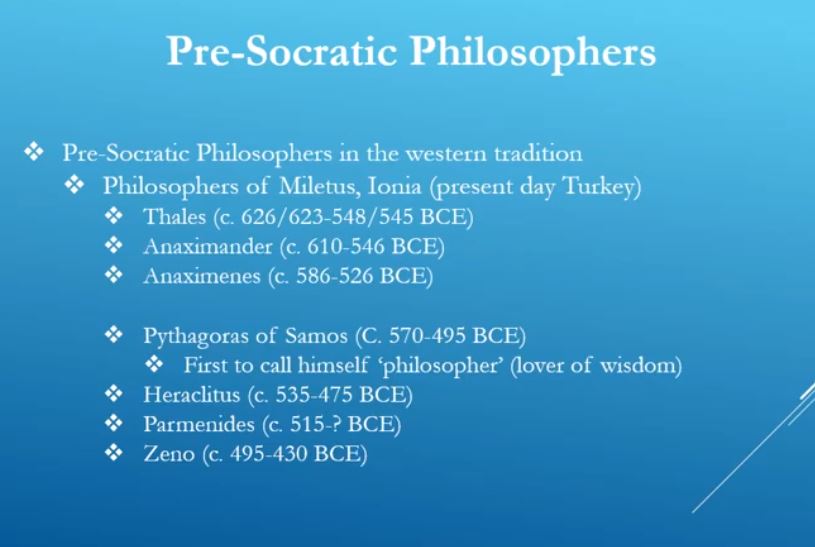 Pre-Socratic Philosophers
❖ Pre-Socratic Philosophers in the western tradition
❖ Philosophers of Miletus, Ionia (present day Turkey)
❖ Thales (c. 626/623-548/545 BCE)
❖ Anaximander (c. 610-546 BCE)
❖ Anaximenes (c. 586-526 BCE)
❖ Pythagoras of Samos (C. 570-495 BCE)
❖ First to call himself ‘philosopher’ (lover of wisdom)
❖ Heraclitus (c. 535-475 BCE)
❖ Parmenides (c. 515-? BCE)
❖ Zeno (c. 495-430 BCE)